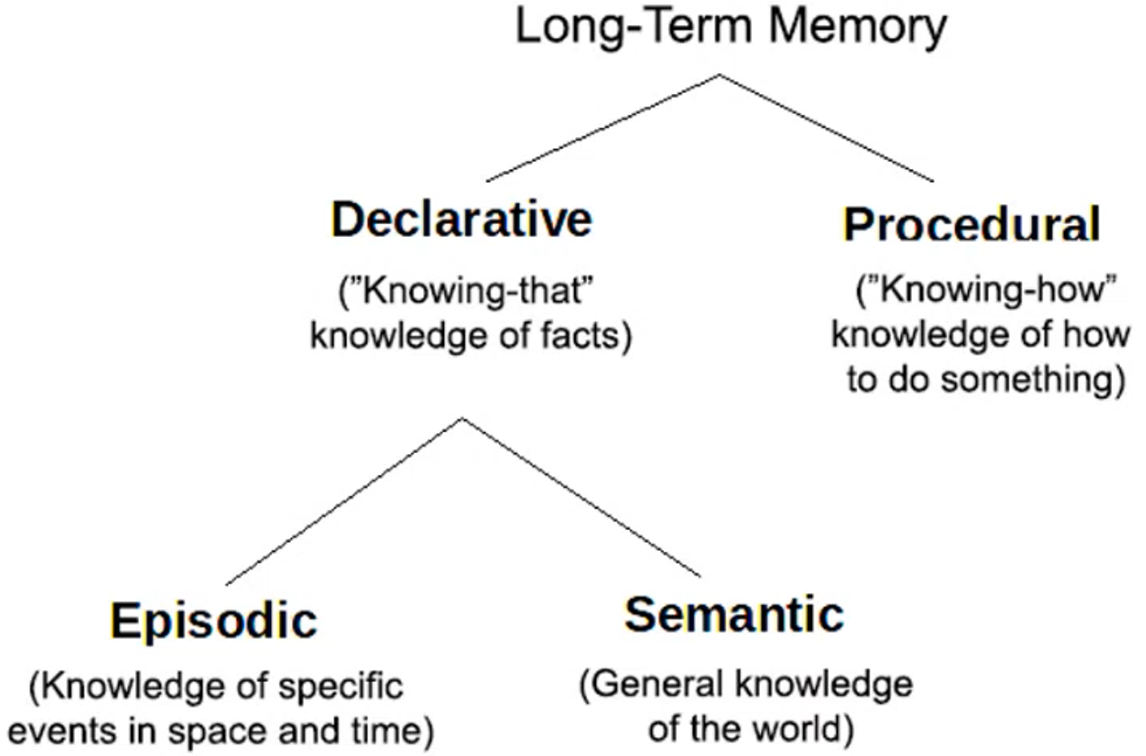 Long-Term Memory
Declarative
(”Knowing-that”
knowledge of facts)
Procedural
(”Knowing-how”
knowledge of how
to do something)
Episodic
(Knowledge of specific
events in space and time)
Semantic
(General knowledge
of the world)